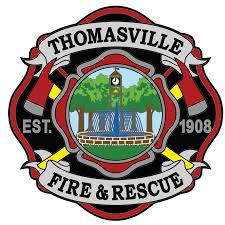 THOMASVILLE
EST. 1908
FIRE & RESCUE